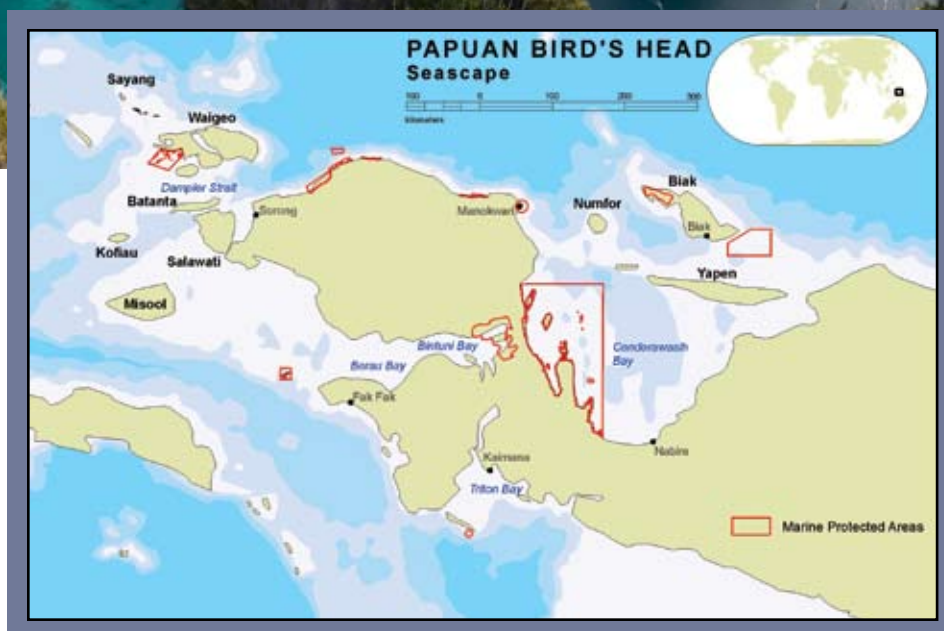 PAPUAN BIRD'S HEAD
Seascape
100 0 100 200 300
kilometers
Sayang
Waigeo
Dampier Strait
Batanta
Sorong
Kofiau
Salawati
Misool
Manokwari
Numfor
Biak
Biak
Yapen
Bintuni Bay
Berau Bay
Cenderawasih
Bay
Fak Fak
Kaimana
Nabire
Triton Bay
Marine Protected Areas